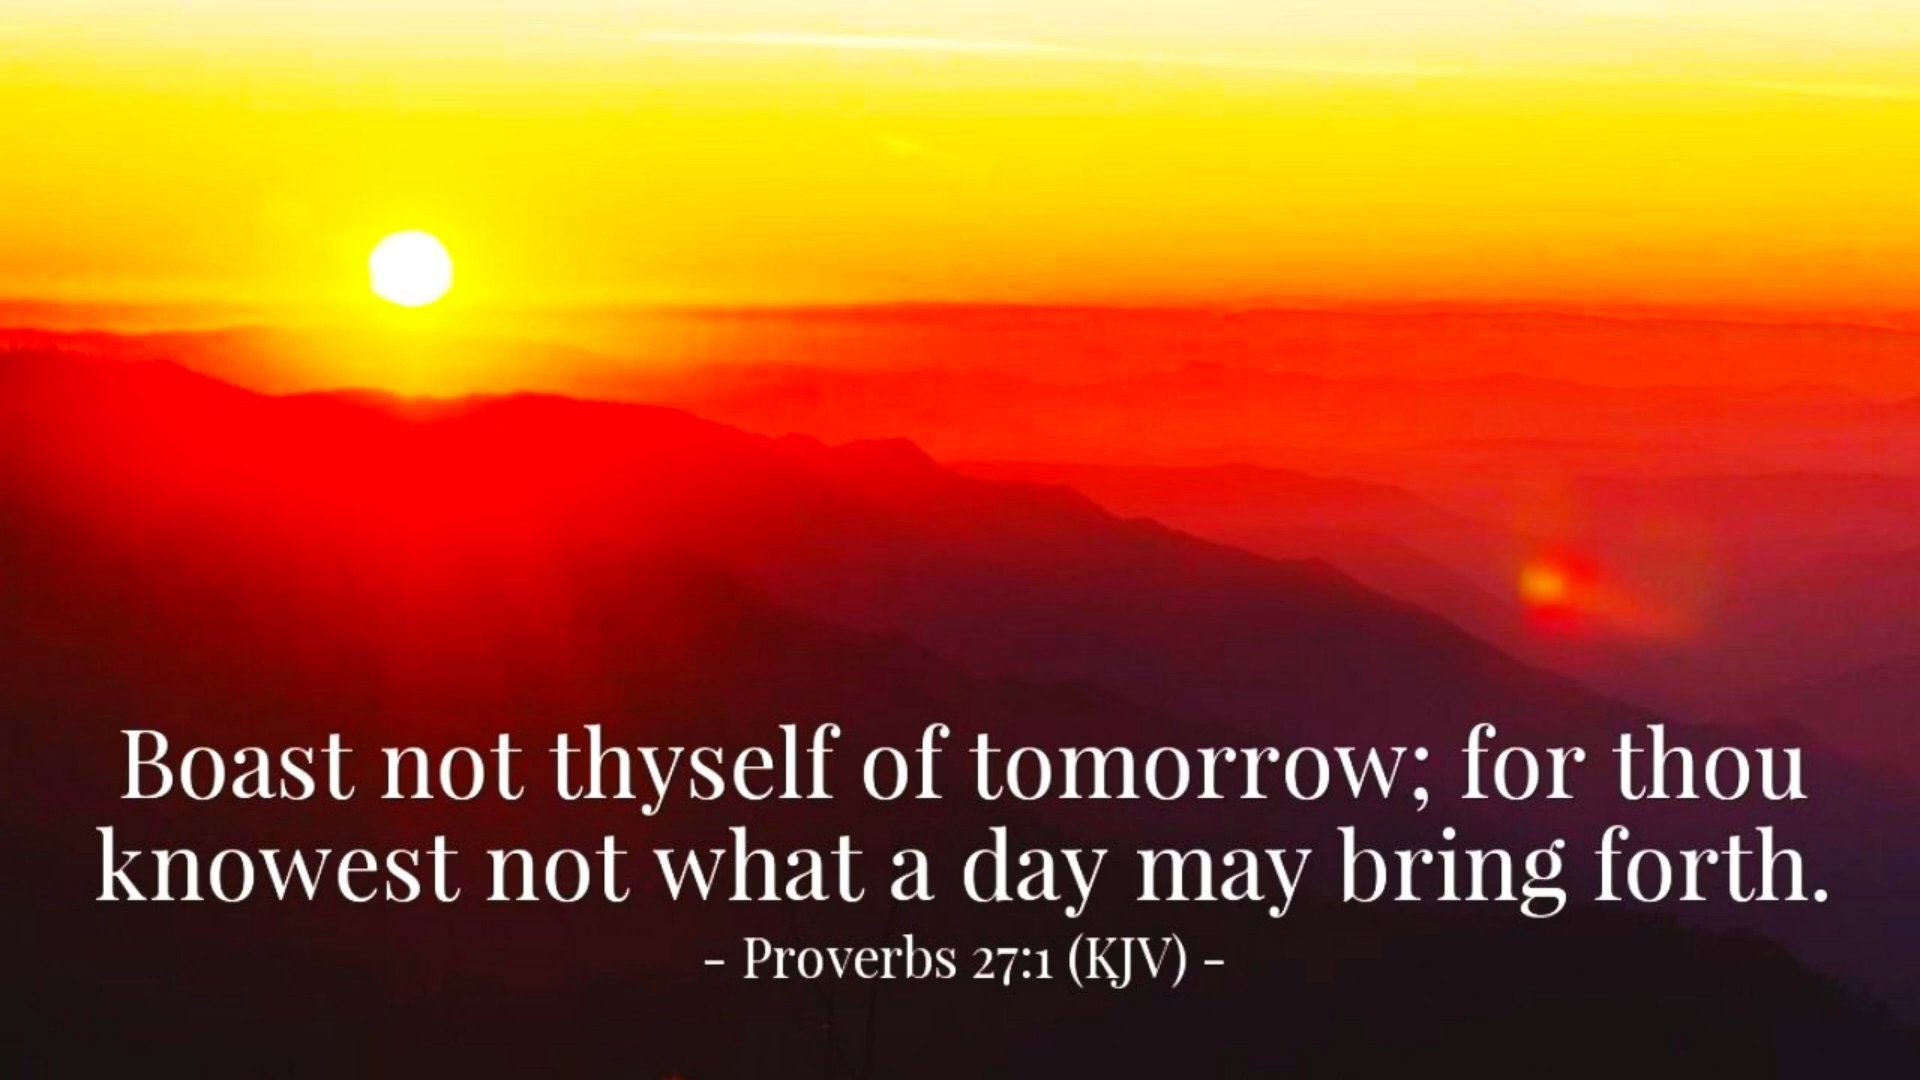 Boast not thyself of tomorrow; for thou
knowest not what a day may bring forth.
- Proverbs 27:1 (KJV) -